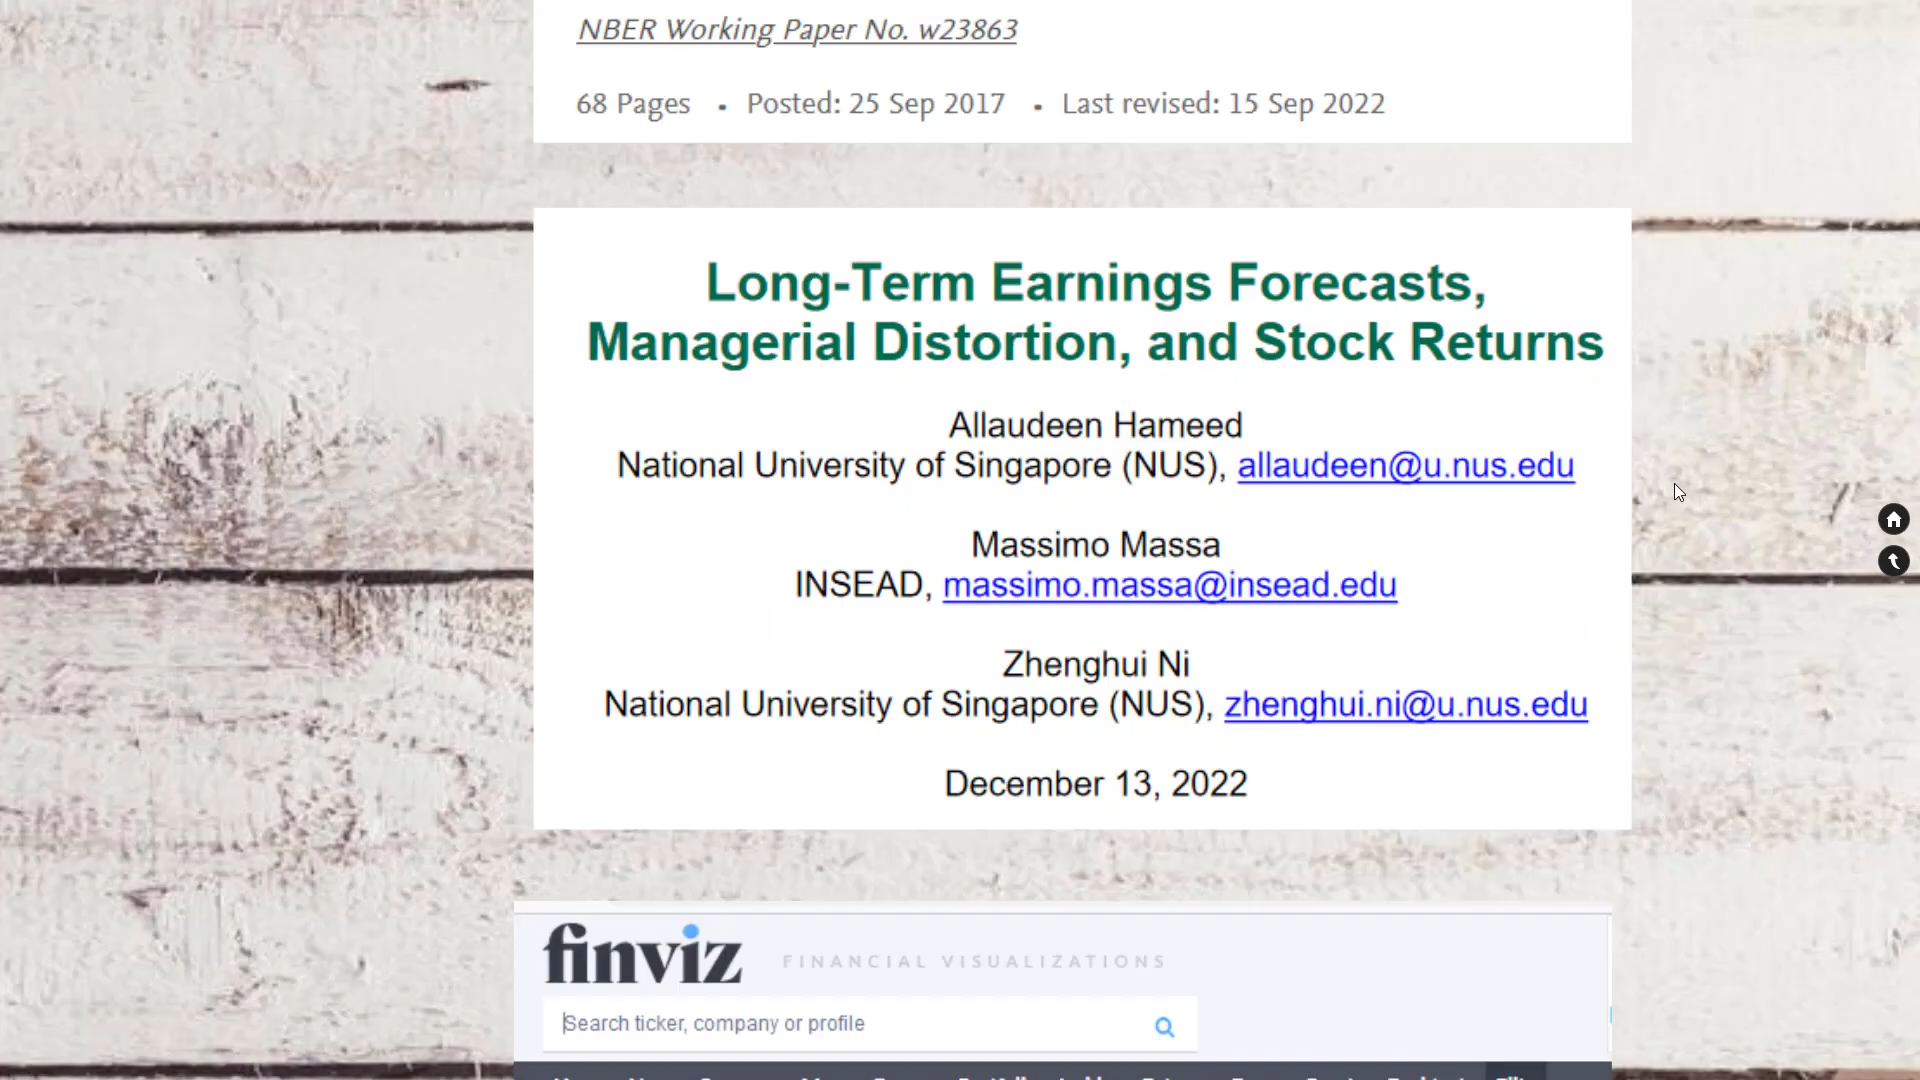 NBER Working Paper No. w23863
68 Pages • Posted: 25 Sep 2017 • Last revised: 15 Sep 2022
Long-Term Earnings Forecasts,
Managerial Distortion, and Stock Returns
Allaudeen Hameed
National University of Singapore (NUS), allaudeen@u.nus.edu
Massimo Massa
INSEAD, massimo.massa@insead.edu
Zhenghui Ni
National University of Singapore (NUS), zhenghui.ni@u.nus.edu
December 13, 2022
finviz FINANCIAL VISUALIZATIONS
Search ticker, company or profile